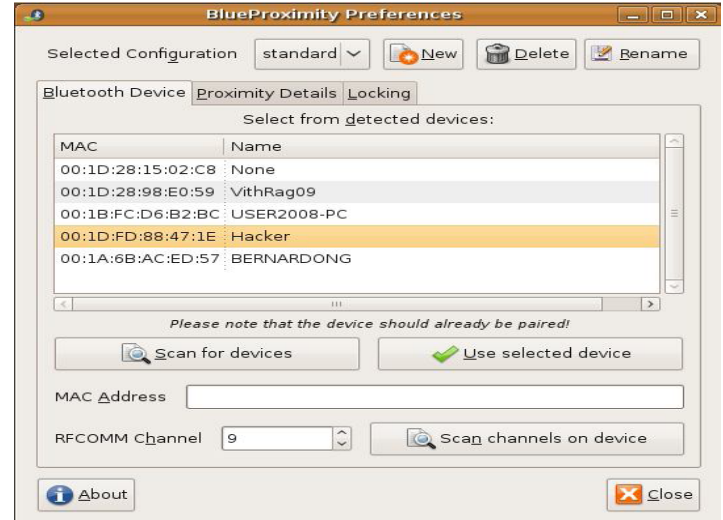 BlueProximity Preferences
Selected Configuration standard New Delete Rename
Bluetooth Device Proximity Details Locking
Select from detected devices:
MAC Name
00:1D:28:15:02:C8 None
00:1D:28:98:E0:59 VithRag09
00:1B:FC:D6:B2:BC USER2008-PC
00:1D:FD:88:47:1E Hacker
00:1A:6B:AC:ED:57 BERNARDONG
Please note that the device should already be paired!
Scan for devices Use selected device
MAC Address
RFCOMM Channel 9 Scan channels on device
About Close